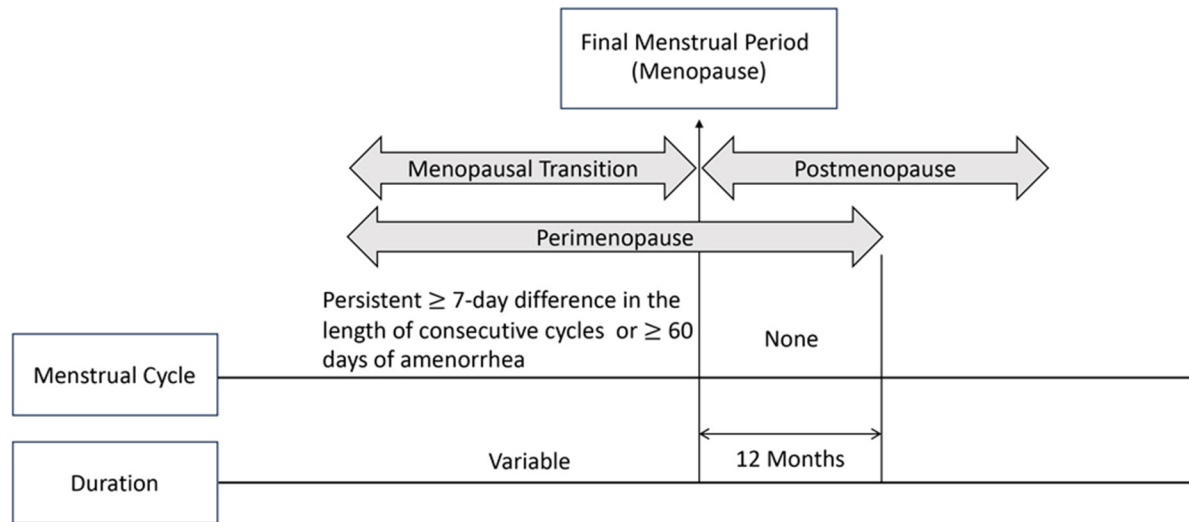 Final Menstrual Period
(Menopause)
Menopausal Transition
Postmenopause
Perimenopause
Persistent ≥ 7-day difference in the
length of consecutive cycles or ≥ 60
days of amenorrhea
None
Menstrual Cycle
Variable
12 Months
Duration